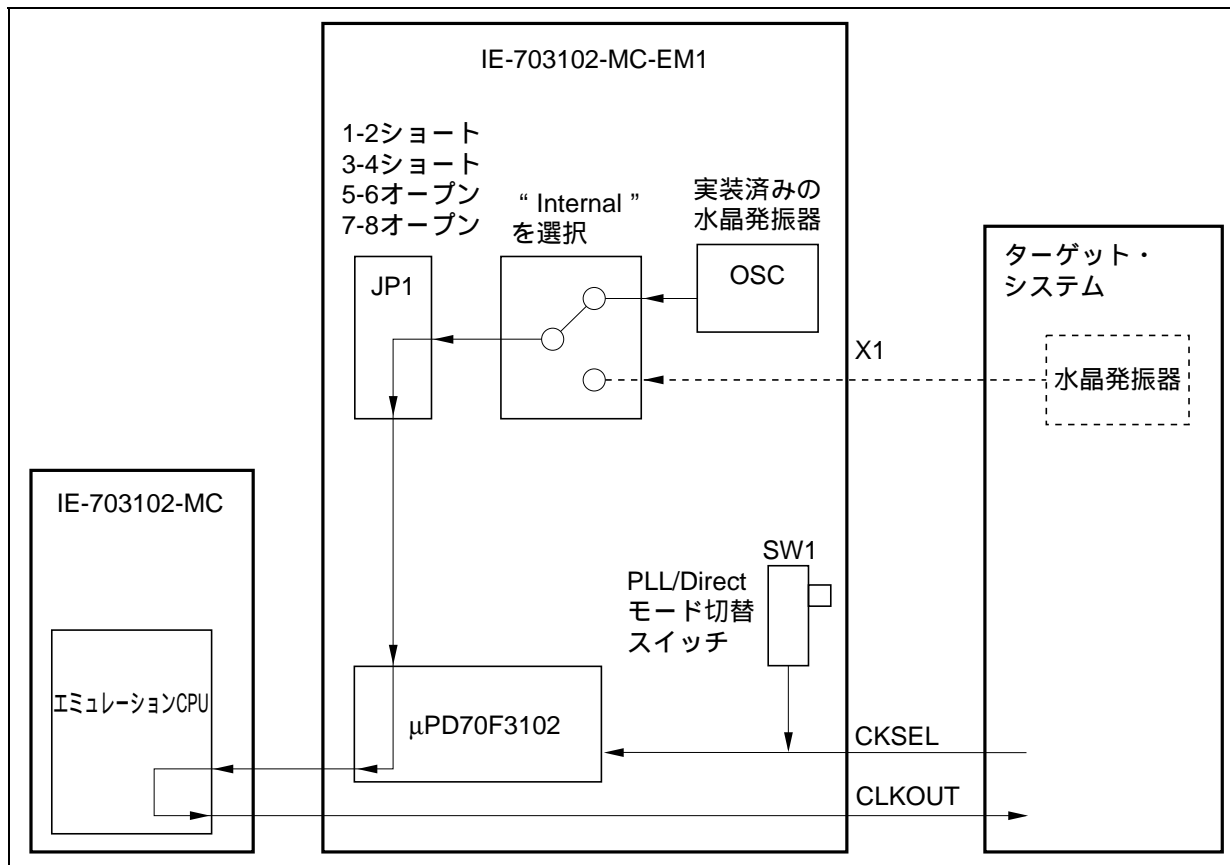 IE-703102-MC-EM1
1-2ショート
3-4ショート
5-6オープン
7-8オープン
“ Internal ”
を選択
実装済みの
水晶発振器
JP1
OSC
ターゲット・
システム
X1
水晶発振器
IE-703102-MC
SW1
PLL/Direct
モード切替
スイッチ
エミュレーションCPU
μPD70F3102
CKSEL
CLKOUT